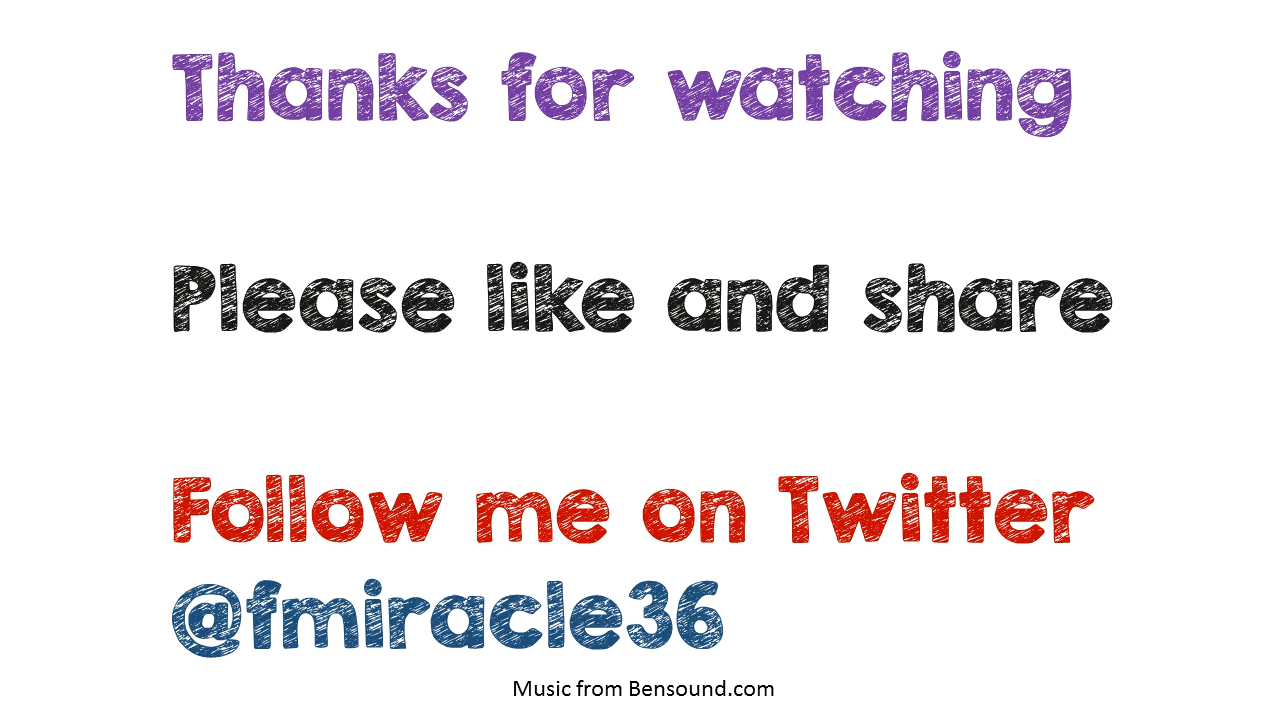 Thanks for watching
Please like and share
Follow me on Twitter
@fmiracle36
Music from Bensound.com